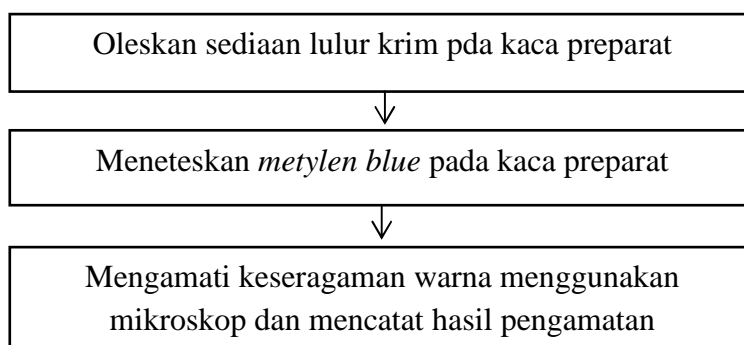 Oleskan sediaan lulur krim pda kaca preparat
Meneteskan metylen blue pada kaca preparat
Mengamati keseragaman warna menggunakan
mikroskop dan mencatat hasil pengamatan